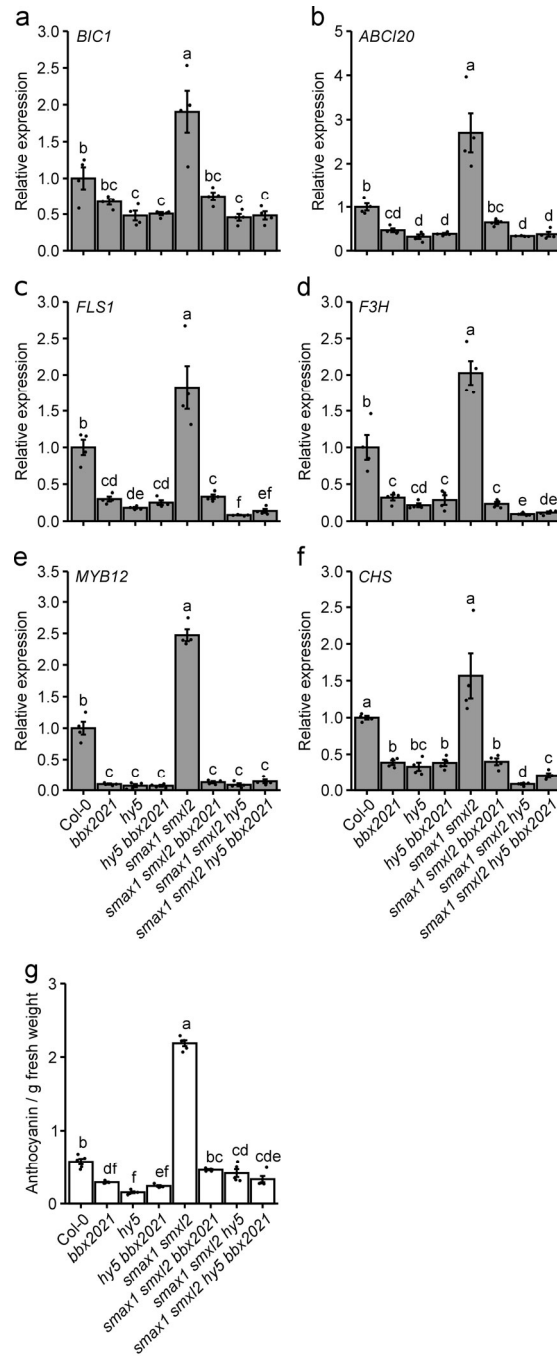 a
BIC1
Relative expression
3.0
2.5
2.0
1.5
1.0
0.5
0.0
b
bc
c
c
a
bc
c
c
b
ABCI20
Relative expression
5
4
3
2
1
0
b
cd
d
d
a
bc
d
d
c
FLS1
Relative expression
3.0
2.5
2.0
1.5
1.0
0.5
0.0
b
cd
de
cd
a
c
f
ef
d
F3H
Relative expression
3.0
2.5
2.0
1.5
1.0
0.5
0.0
b
c
cd
c
a
c
e
de
e
MYB12
Relative expression
3.5
3.0
2.5
2.0
1.5
1.0
0.5
0.0
b
c
c
c
a
c
c
c
Col-0
bbx2021
hy5
hy5 bbx2021
smax1 smxl2
smax1 smxl2 bbx2021
smax1 smxl2 hy5
smax1 smxl2 hy5 bbx2021
f
CHS
Relative expression
3.0
2.5
2.0
1.5
1.0
0.5
0.0
a
b
bc
b
a
b
d
c
Col-0
bbx2021
hy5
hy5 bbx2021
smax1 smxl2
smax1 smxl2 bbx2021
smax1 smxl2 hy5
smax1 smxl2 hy5 bbx2021
g
Anthocyanin / g fresh weight
3
2
1
0
b
df
f
ef
a
bc
cd
cde
Col-0
bbx2021
hy5
hy5 bbx2021
smax1 smxl2
smax1 smxl2 bbx2021
smax1 smxl2 hy5
smax1 smxl2 hy5 bbx2021